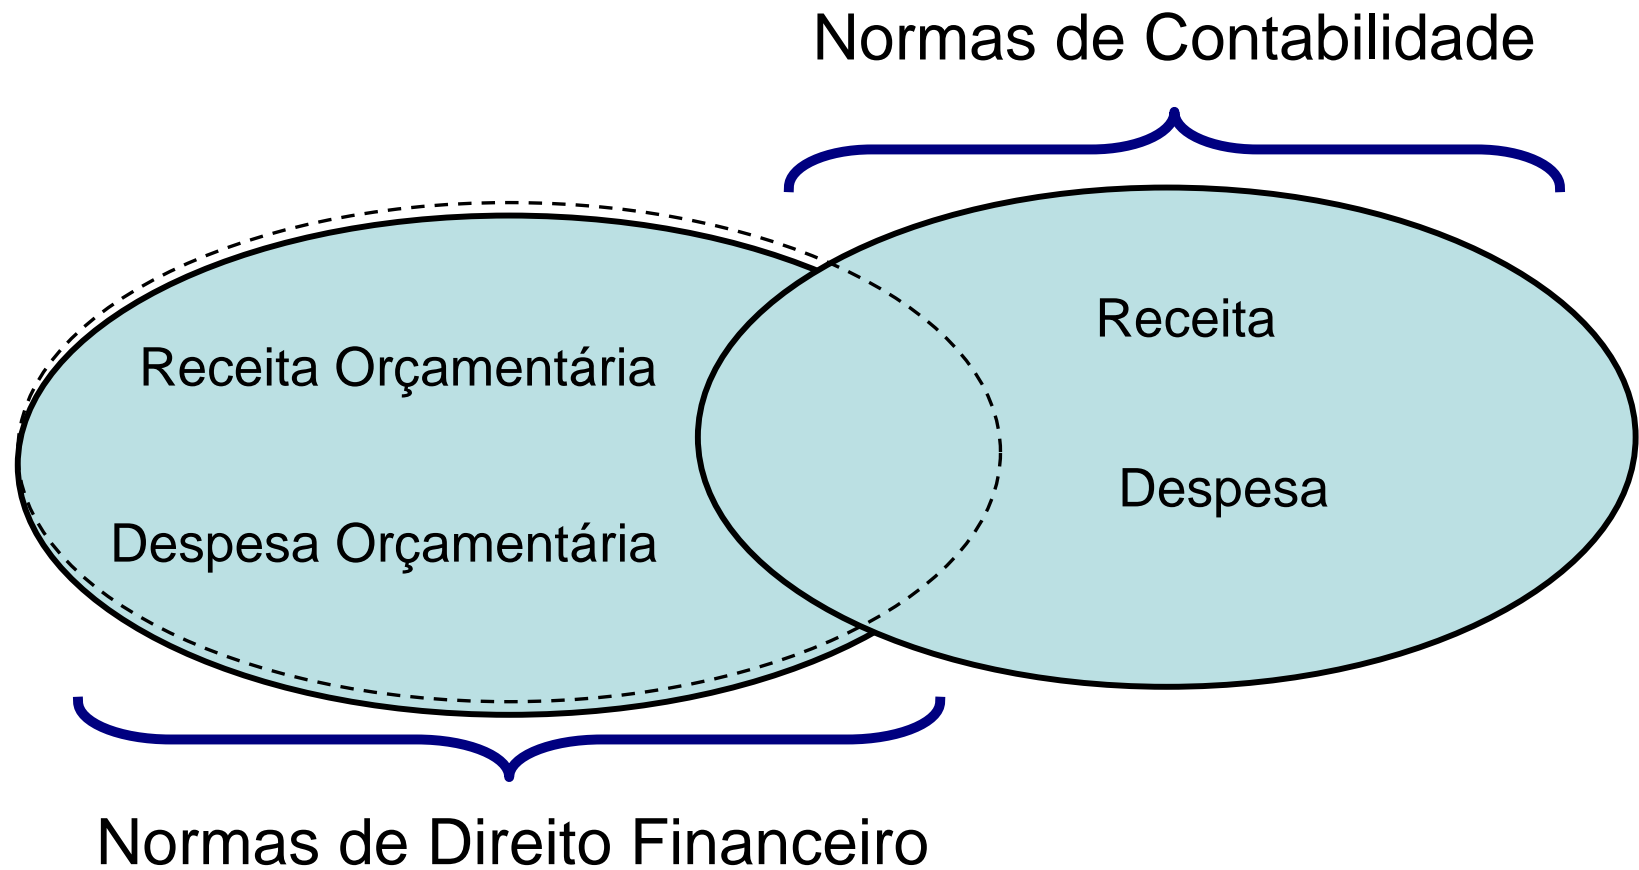 Normas de Contabilidade
Receita
Receita Orçamentária
Despesa
Despesa Orçamentária
Normas de Direito Financeiro